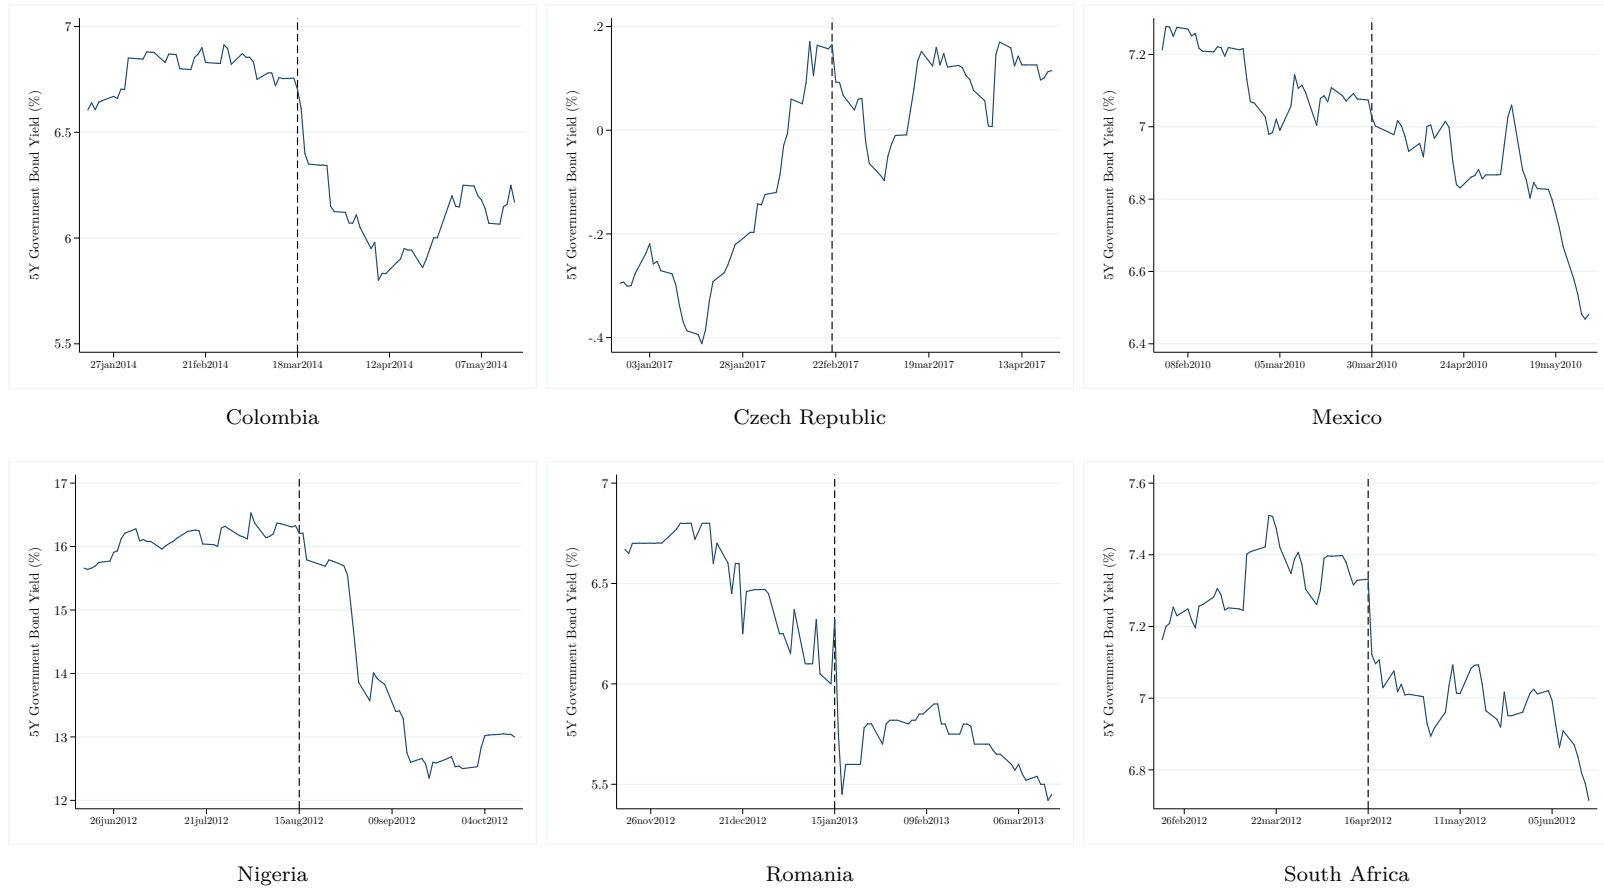 5Y Government Bond Yield (%)
7
6.5
6
5.5
27jan2014 21feb2014 18mar2014 12apr2014 07may2014
Colombia
5Y Government Bond Yield (%)
.2
0
-.2
-.4
03jan2017 28jan2017 22feb2017 19mar2017 13apr2017
Czech Republic
5Y Government Bond Yield (%)
7.2
7
6.8
6.6
6.4
08feb2010 05mar2010 30mar2010 24apr2010 19may2010
Mexico
5Y Government Bond Yield (%)
17
16
15
14
13
12
26jun2012 21jul2012 15aug2012 09sep2012 04oct2012
Nigeria
5Y Government Bond Yield (%)
7
6.5
6
5.5
26nov2012 21dec2012 15jan2013 09feb2013 06mar2013
Romania
5Y Government Bond Yield (%)
7.6
7.4
7.2
7
6.8
26feb2012 22mar2012 16apr2012 11may2012 05jun2012
South Africa